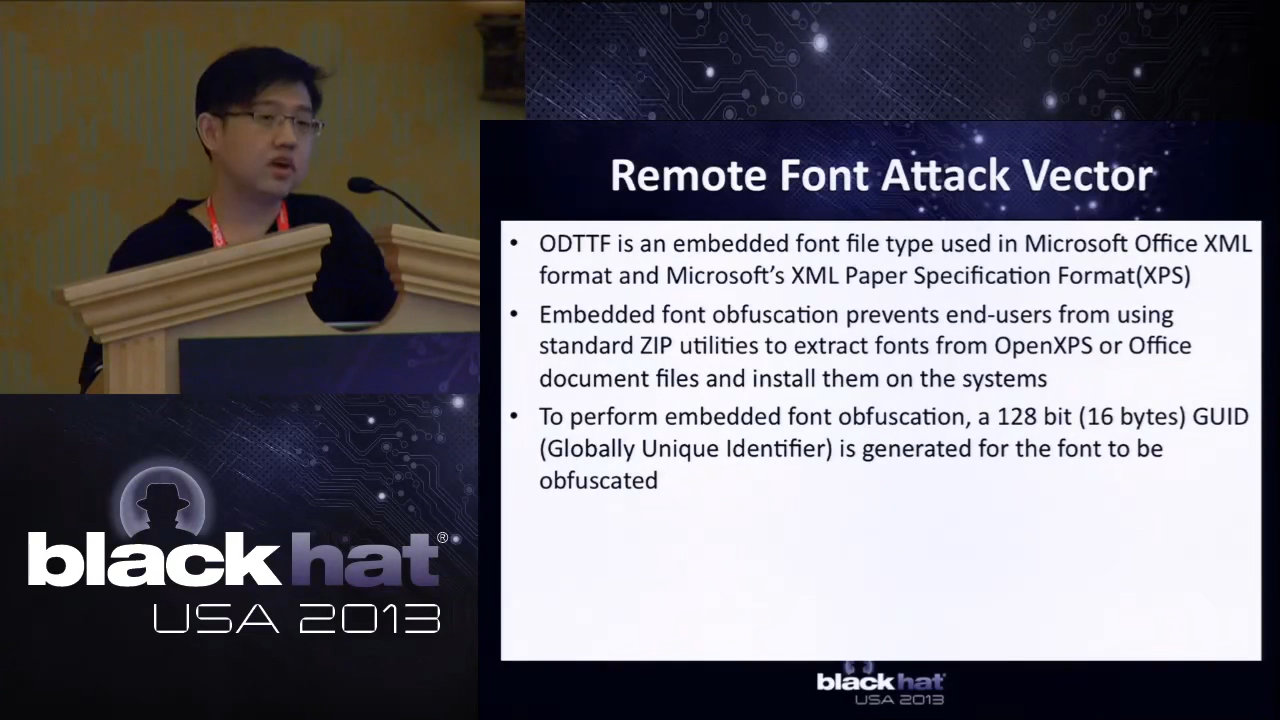 Remote Font Attack Vector
• ODTTF is an embedded font file type used in Microsoft Office XML
format and Microsoft's XML Paper Specification Format(XPS)
• Embedded font obfuscation prevents end-users from using
standard ZIP utilities to extract fonts from OpenXPS or Office
document files and install them on the systems
• To perform embedded font obfuscation, a 128 bit (16 bytes) GUID
(Globally Unique Identifier) is generated for the font to be
obfuscated
black hat®
USA 2013
black hat
USA 2013